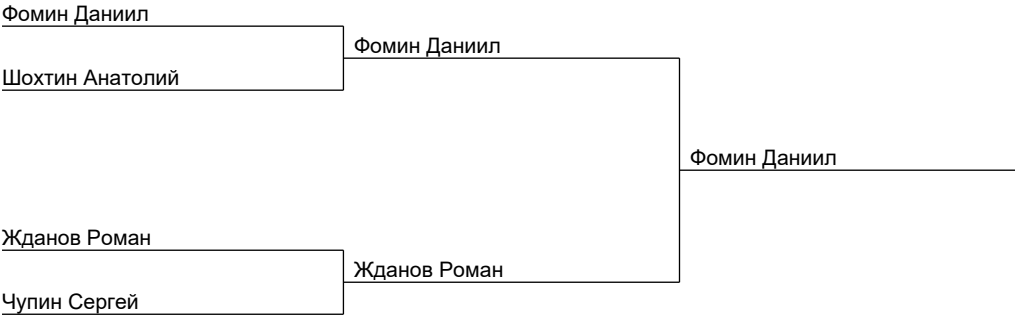 Фомин Даниил
Фомин Даниил
Шохтин Анатолий
Фомин Даниил
Жданов Роман
Жданов Роман
Чупин Сергей